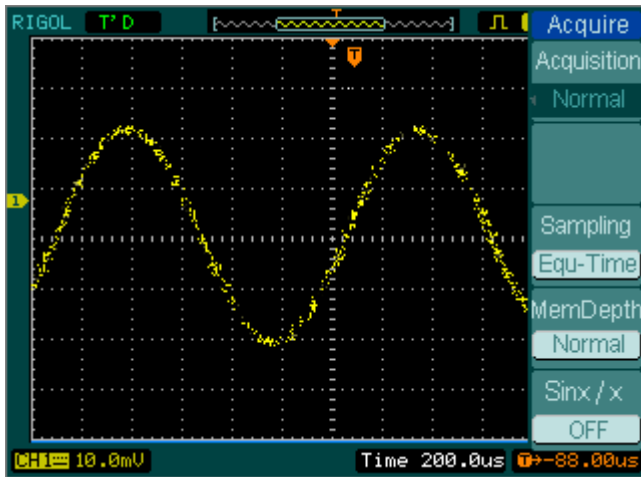 RIGOL T'D T Acquire
T
Acquisition
Normal
1
Sampling
Equ-Time
MemDepth
Normal
Sinx/x
OFF
CH1 10.0mV Time 200.0us T→-88.00us